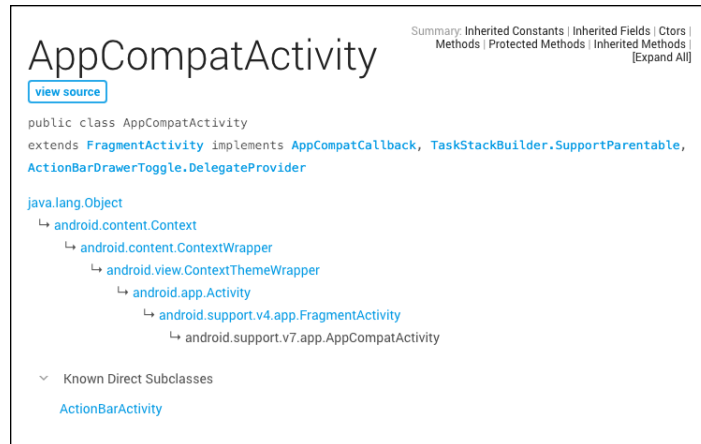 AppCompatActivity
Summary: Inherited Constants | Inherited Fields | Ctors |
Methods | Protected Methods | Inherited Methods |
[Expand All]
view source
public class AppCompatActivity
extends FragmentActivity implements AppCompatCallback, TaskStackBuilder.SupportParentable,
ActionBarDrawerToggle.DelegateProvider
java.lang.Object
↳ android.content.Context
↳ android.content.ContextWrapper
↳ android.view.ContextThemeWrapper
↳ android.app.Activity
↳ android.support.v4.app.FragmentActivity
↳ android.support.v7.app.AppCompatActivity
Known Direct Subclasses
ActionBarActivity